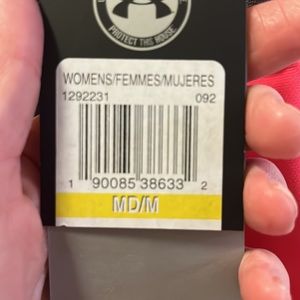 PROTECT THIS HOUSE
WOMENS/FEMMES/MUJERES
1292231 092
1 90085 38633 2
MD/M